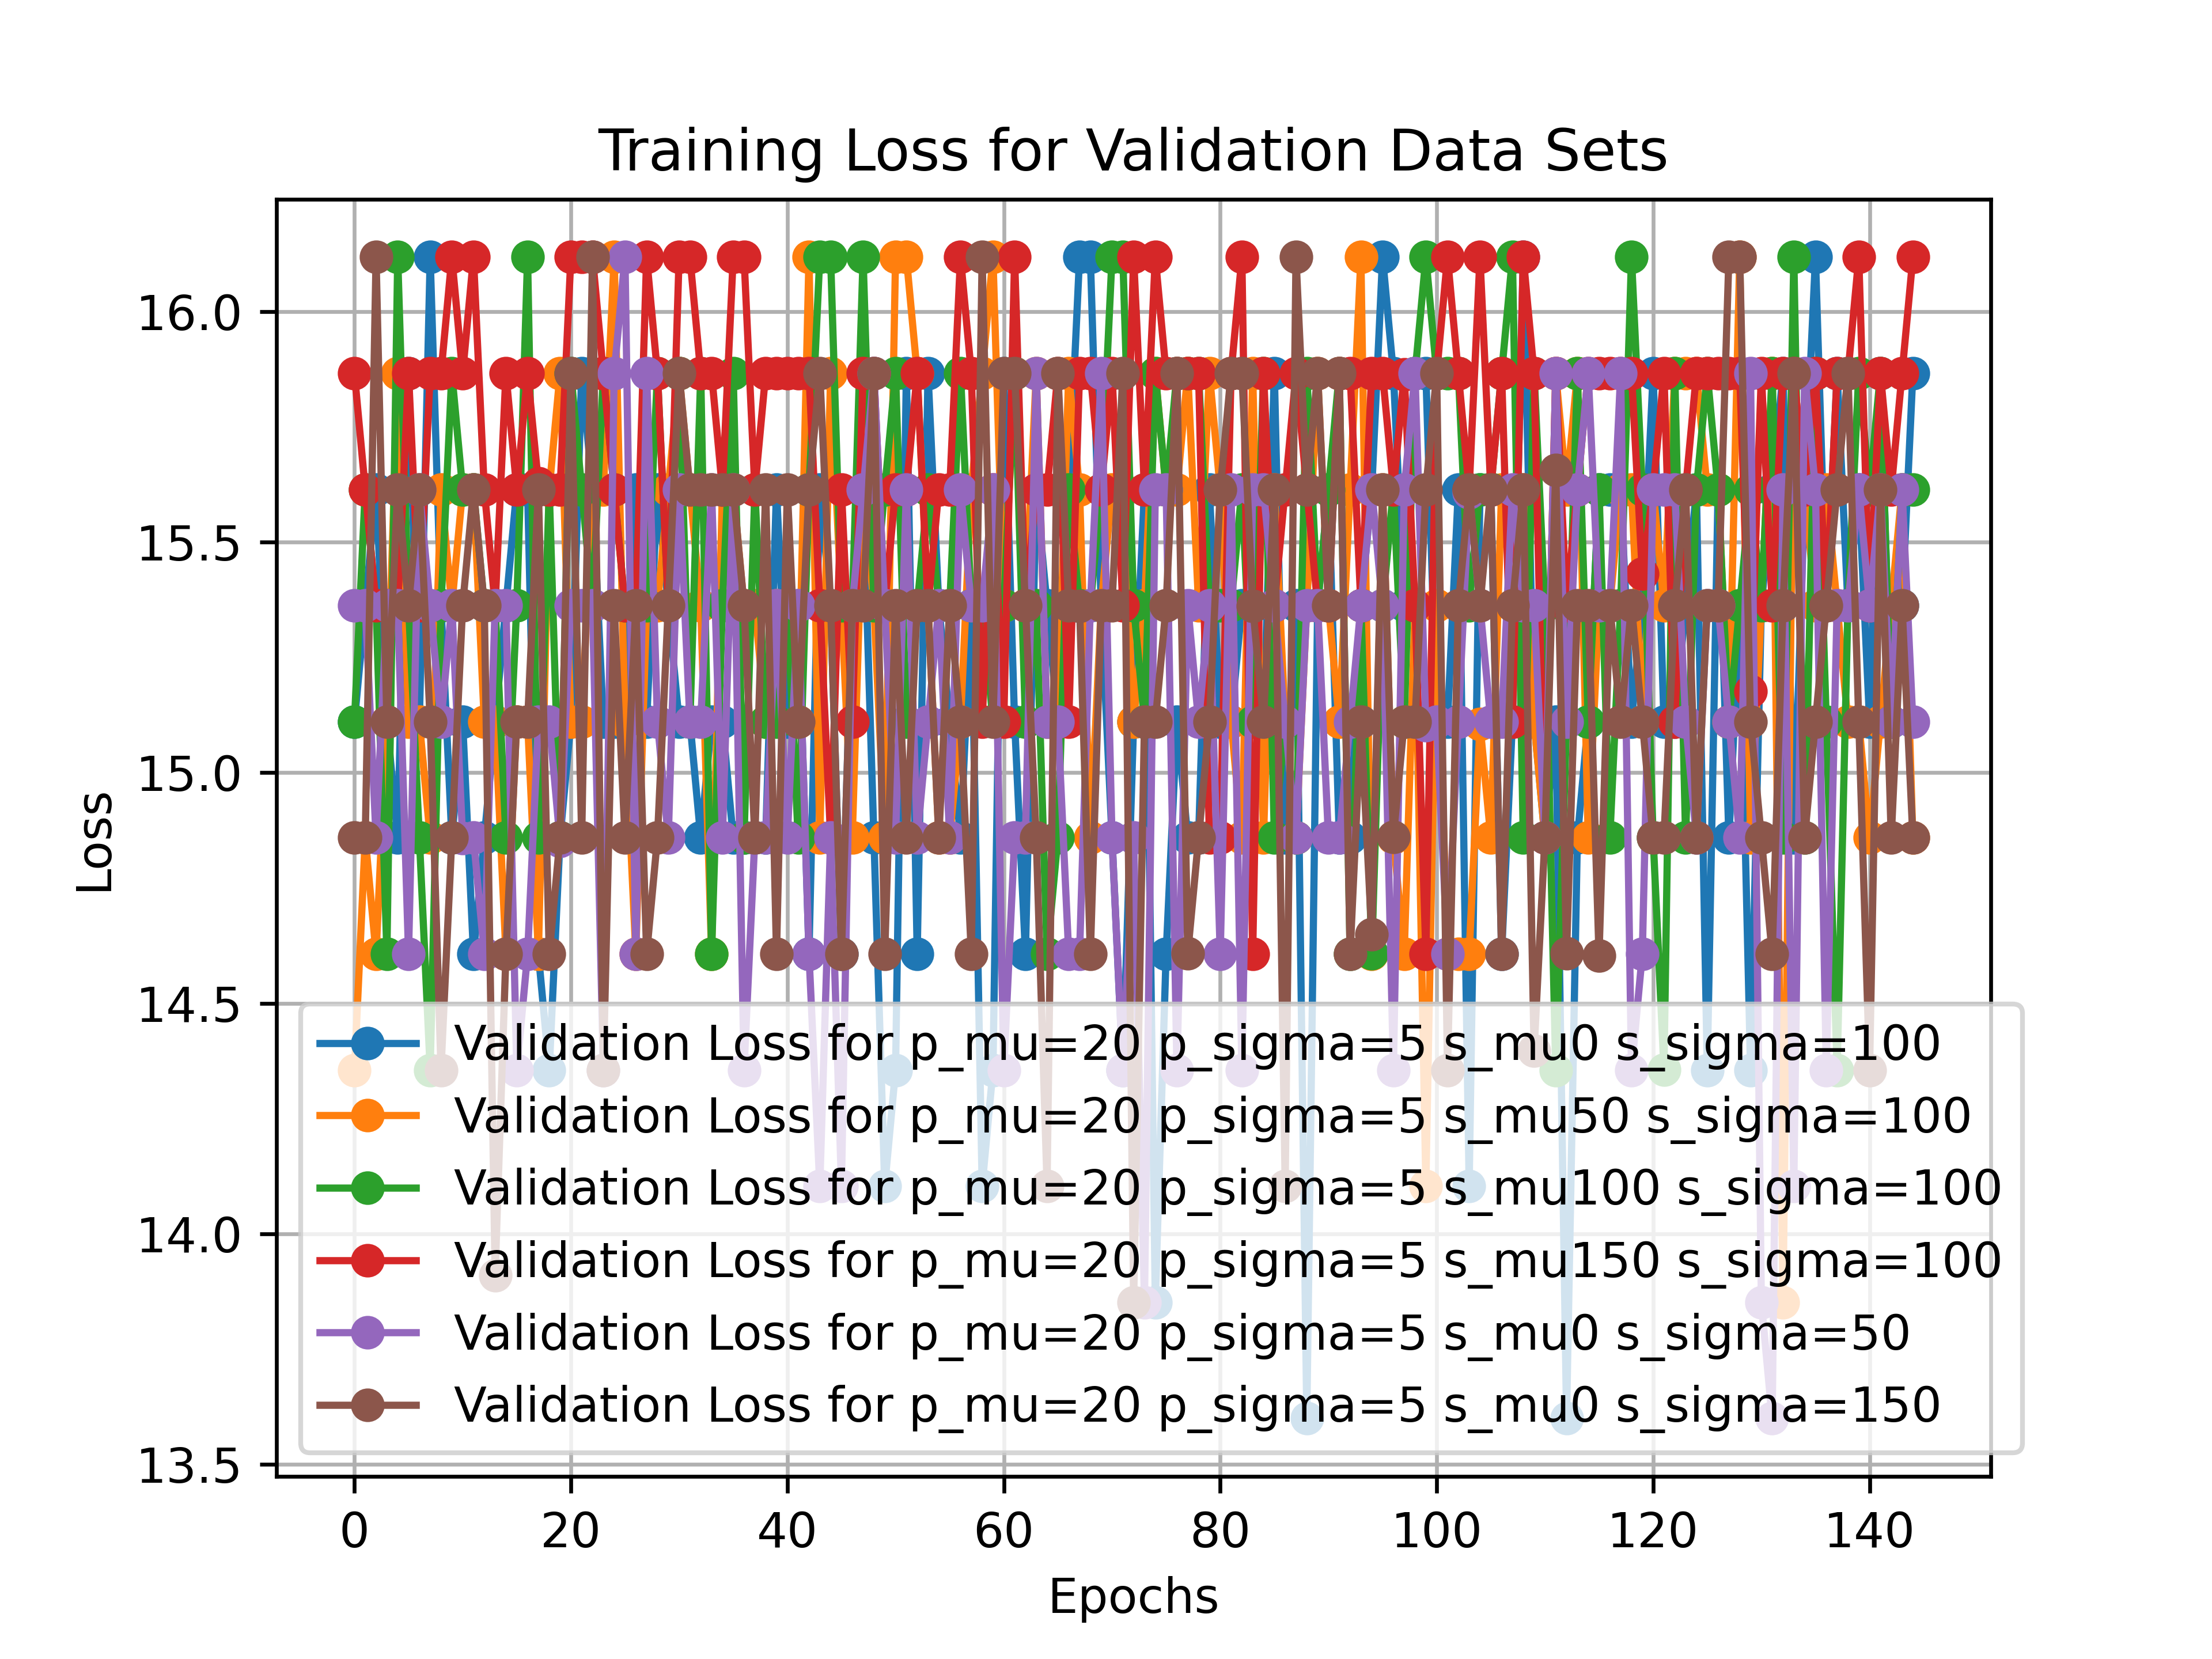 Training Loss for Validation Data Sets
Loss
16.0
15.5
15.0
14.5
14.0
13.5
Validation Loss for p_mu=20 p_sigma=5 s_mu0 s_sigma=100
Validation Loss for p_mu=20 p_sigma=5 s_mu50 s_sigma=100
Validation Loss for p_mu=20 p_sigma=5 s_mu100 s_sigma=100
Validation Loss for p_mu=20 p_sigma=5 s_mu150 s_sigma=100
Validation Loss for p_mu=20 p_sigma=5 s_mu0 s_sigma=50
Validation Loss for p_mu=20 p_sigma=5 s_mu0 s_sigma=150
0 20 40 60 80 100 120 140
Epochs